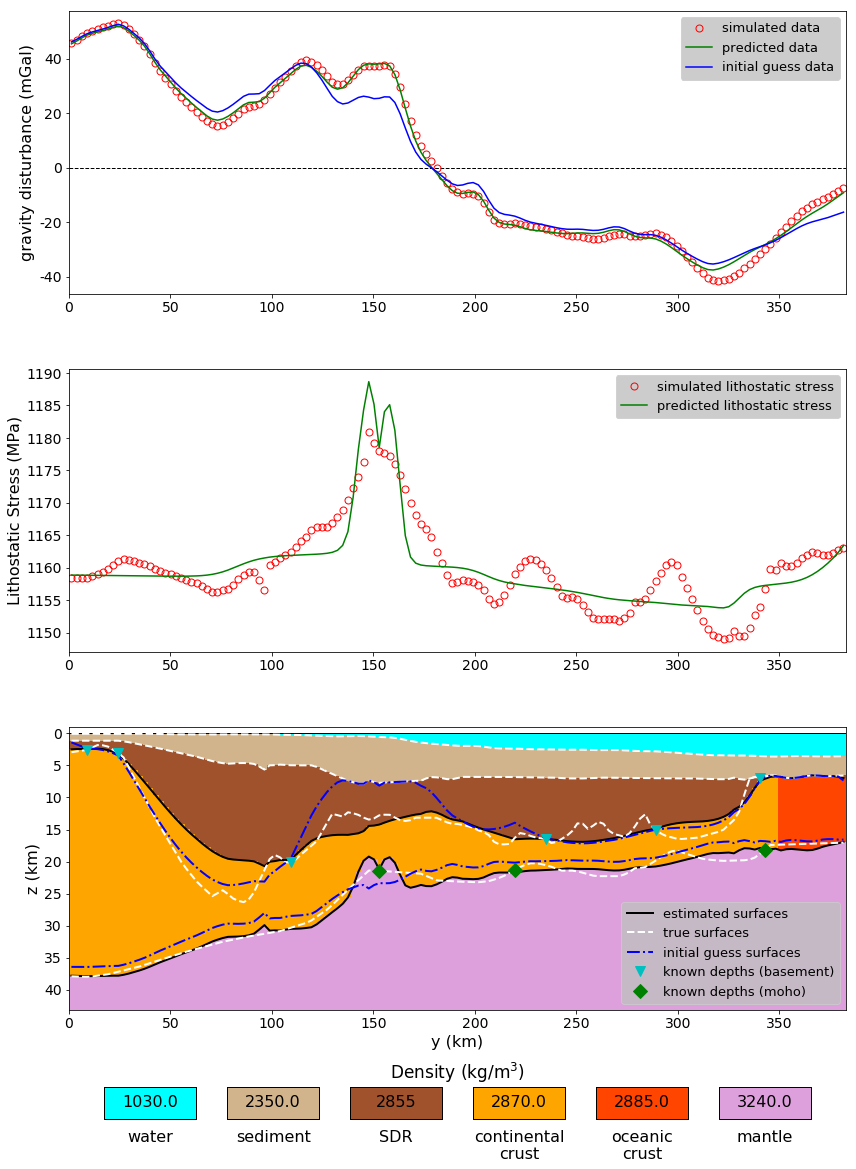 gravity disturbance (mGal)
40
20
0
-20
-40
0 50 100 150 200 250 300 350
simulated data
predicted data
initial guess data
Lithostatic Stress (MPa)
1190
1185
1180
1175
1170
1165
1160
1155
1150
0 50 100 150 200 250 300 350
simulated lithostatic stress
predicted lithostatic stress
z (km)
0
5
10
15
20
25
30
35
40
estimated surfaces
true surfaces
initial guess surfaces
known depths (basement)
known depths (moho)
0 50 100 150 200 250 300 350
y (km)
Density (kg/m³)
1030.0 2350.0 2855 2870.0 2885.0 3240.0
water sediment SDR continental oceanic mantle
crust crust